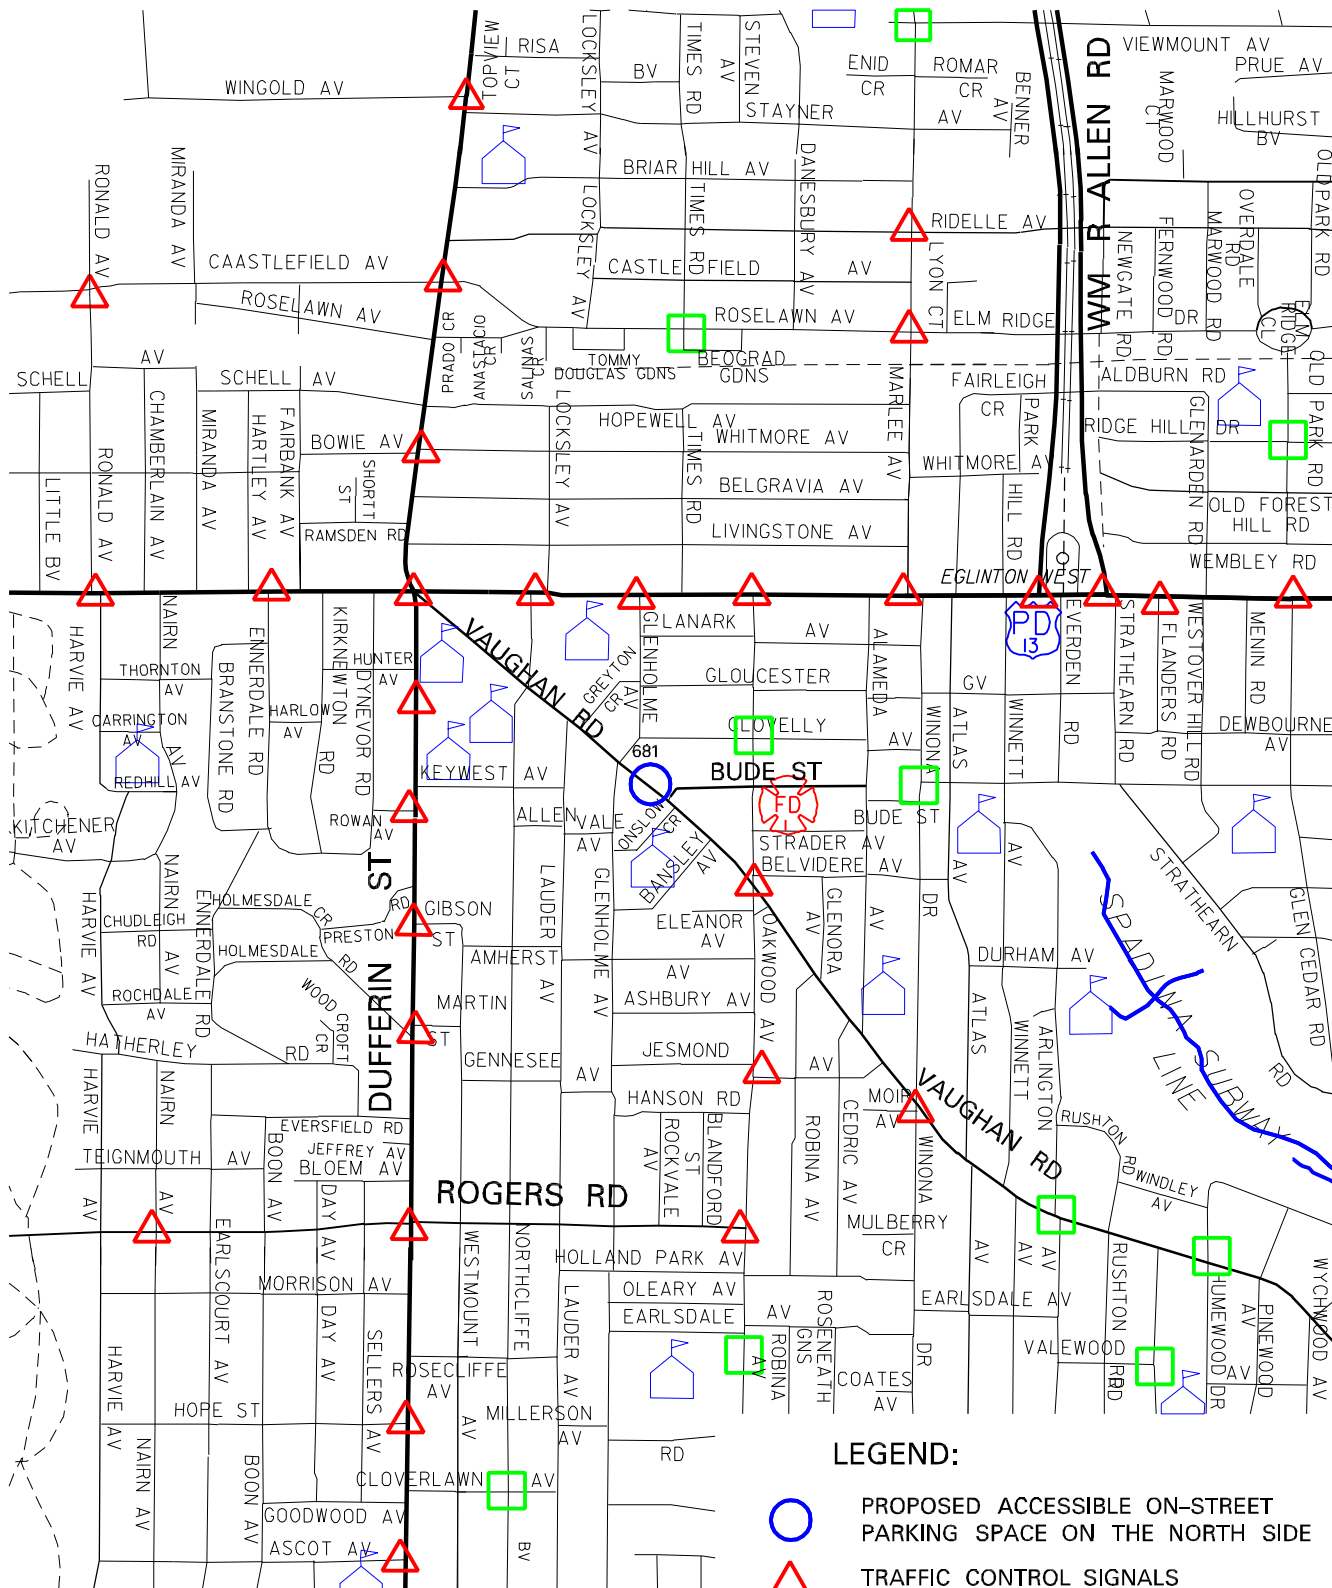 TOPVIEW CT
RISA
LOCKSLEY AV
BV
TIMES RD
STEVEN AV
ENID CR
ROMAR CR
BENNER AV
WM R ALLEN RD
VIEWMOUNT AV
PRUE AV
MARWOOD CT
HILLHURST BV
WINGOLD AV
STAYNER AV
RONALD AV
MIRANDA AV
BRIAR HILL AV
DANESBURY AV
OLD PARK RD
LOCKSLEY AV
TIMES RD
RIDELLE AV
LYON CT
NEWGATE RD
FERNWOOD RD
MARWOOD RD
OVERDALE RD
CAASTLEFIELD AV
CASTLEFIELD AV
ROSELAWN AV
ROSELAWN AV
ELM RIDGE DR
ELM RIDGE CL
PRADO CR
ANASTACIO CR
SALINAS CR
TOMMY DOUGLAS GDNS
BEOGRAD GDNS
AV
SCHELL
SCHELL AV
MARLEE AV
FAIRLEIGH CR
ALDBURN RD
OLD PARK RD
LITTLE BV
RONALD AV
CHAMBERLAIN AV
MIRANDA AV
HARTLEY AV
FAIRBANK AV
BOWIE AV
SHORTT ST
RAMSDEN RD
LOCKSLEY AV
HOPEWELL AV
TIMES RD
WHITMORE AV
WHITMORE AV
PARK HILL RD
RIDGE HILL DR
GLENARDEN RD
BELGRAVIA AV
OLD FOREST HILL RD
LIVINGSTONE AV
WEMBLEY RD
EGLINTON WEST
PD
13
HARVIE AV
NAIRN AV
THORNTON AV
CARRINGTON AV
REDHILL AV
BRANSTONE RD
ENNERDALE RD
HARLOW AV
KIRKNEWTON RD
HUNTER AV
DYNEVOR RD
ROWAN AV
VAUGHAN RD
GREYTON CR
GLENHOLME AV
GLANARK AV
GLOUCESTER GV
CLOVELLY AV
ALAMEDA AV
WINONA DR
ATLAS AV
WINNETT AV
EVERDEN RD
STRATHEARN RD
FLANDERS RD
WESTOVER HILL RD
MENIN RD
DEWBOURNE AV
681
BUDE ST
FD
BUDE ST
KEYWEST AV
ALLENVALE AV
ONSLOW CR
BANSLEY AV
STRADER AV
BELVIDERE AV
KITCHENER AV
DUFFERIN ST
HARVIE AV
NAIRN AV
ENNERDALE RD
HOLMESDALE CR
CHUDLEIGH RD
HOLMESDALE RD
PRESTON RD
GIBSON ST
LAUDER AV
GLENHOLME AV
ELEANOR AV
OAKWOOD AV
GLENORA AV
STRATHEARN RD
GLEN CEDAR RD
AMHERST AV
DURHAM AV
ROCHDALE AV
WOODCROFT CR
MARTIN ST
ASHBURY AV
SPADINA SUBWAY LINE
HATHERLEY RD
GENNESEE AV
JESMOND AV
ATLAS AV
WINNETT AV
ARLINGTON AV
HANSON RD
MOIR AV
VAUGHAN RD
HARVIE AV
NAIRN AV
EVERSFIELD RD
JEFFREY AV
BLOEM AV
TEIGNMOUTH AV
BOON AV
DAY AV
ROGERS RD
ROCKVALE AV
BLANDFORD ST
ROBINA AV
CEDRIC AV
WINONA DR
RUSHTON RD
WINDLEY AV
MULBERRY CR
EARLSCOURT AV
MORRISON AV
DAY AV
SELLERS AV
WESTMOUNT AV
NORTHCLIFFE BV
LAUDER AV
HOLLAND PARK AV
OLEARY AV
EARLSDALE AV
EARLSDALE AV
ROSENEATH GNS
ROBINA AV
RUSHTON RD
HUMEWOOD DR
PINEWOOD AV
WYCHWOOD AV
VALEWOOD AV
HARVIE AV
ROSECLIFFE AV
COATES AV
HOPE ST
MILLERSON AV
NAIRN AV
BOON AV
RD
CLOVERLAWN AV
GOODWOOD AV
ASCOT AV
LEGEND:
PROPOSED ACCESSIBLE ON-STREET
PARKING SPACE ON THE NORTH SIDE
TRAFFIC CONTROL SIGNALS